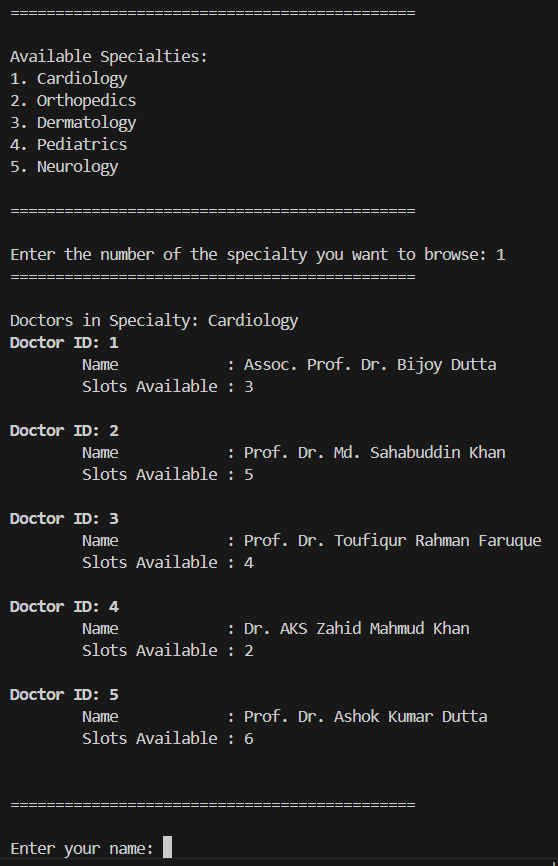 =============================================
Available Specialties:
1. Cardiology
2. Orthopedics
3. Dermatology
4. Pediatrics
5. Neurology
=============================================
Enter the number of the specialty you want to browse: 1
=============================================
Doctors in Specialty: Cardiology
Doctor ID: 1
        Name            : Assoc. Prof. Dr. Bijoy Dutta
        Slots Available : 3
Doctor ID: 2
        Name            : Prof. Dr. Md. Sahabuddin Khan
        Slots Available : 5
Doctor ID: 3
        Name            : Prof. Dr. Toufiqur Rahman Faruque
        Slots Available : 4
Doctor ID: 4
        Name            : Dr. AKS Zahid Mahmud Khan
        Slots Available : 2
Doctor ID: 5
        Name            : Prof. Dr. Ashok Kumar Dutta
        Slots Available : 6
=============================================
Enter your name: